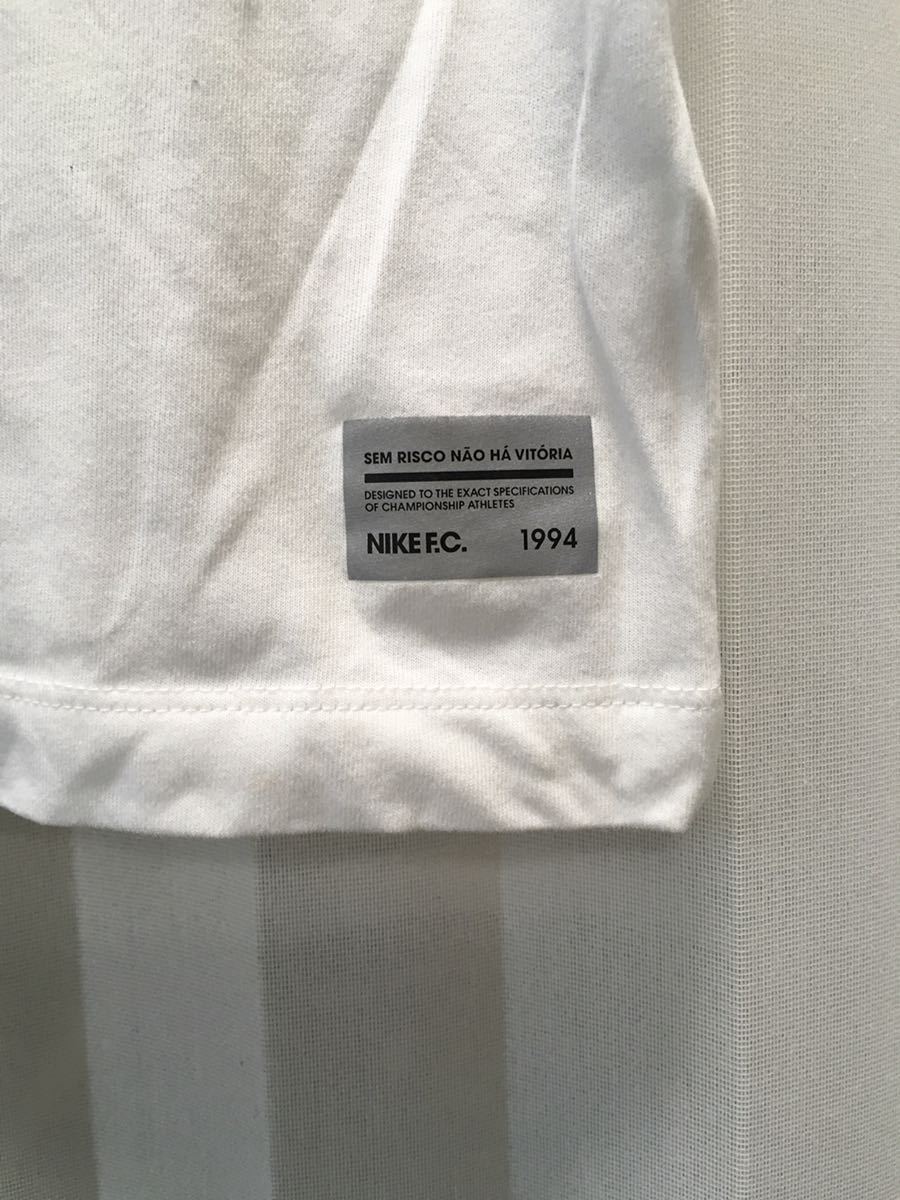 SEM RISCO NÃO HÁ VITÓRIA
DESIGNED TO THE EXACT SPECIFICATIONS
OF CHAMPIONSHIP ATHLETES
NIKE F.C. 1994